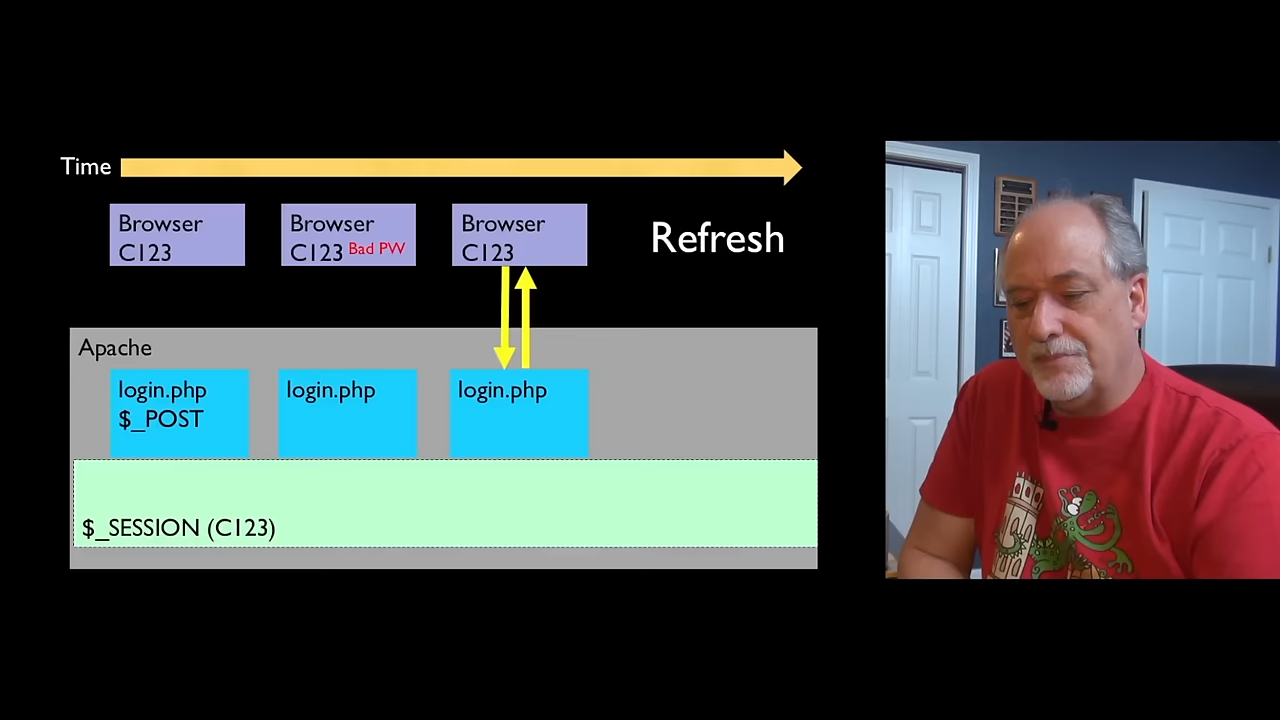 Time
Browser
C123
Browser
C123 Bad PW
Browser
C123
Refresh
Apache
login.php
$_POST
login.php
login.php
$_SESSION (C123)